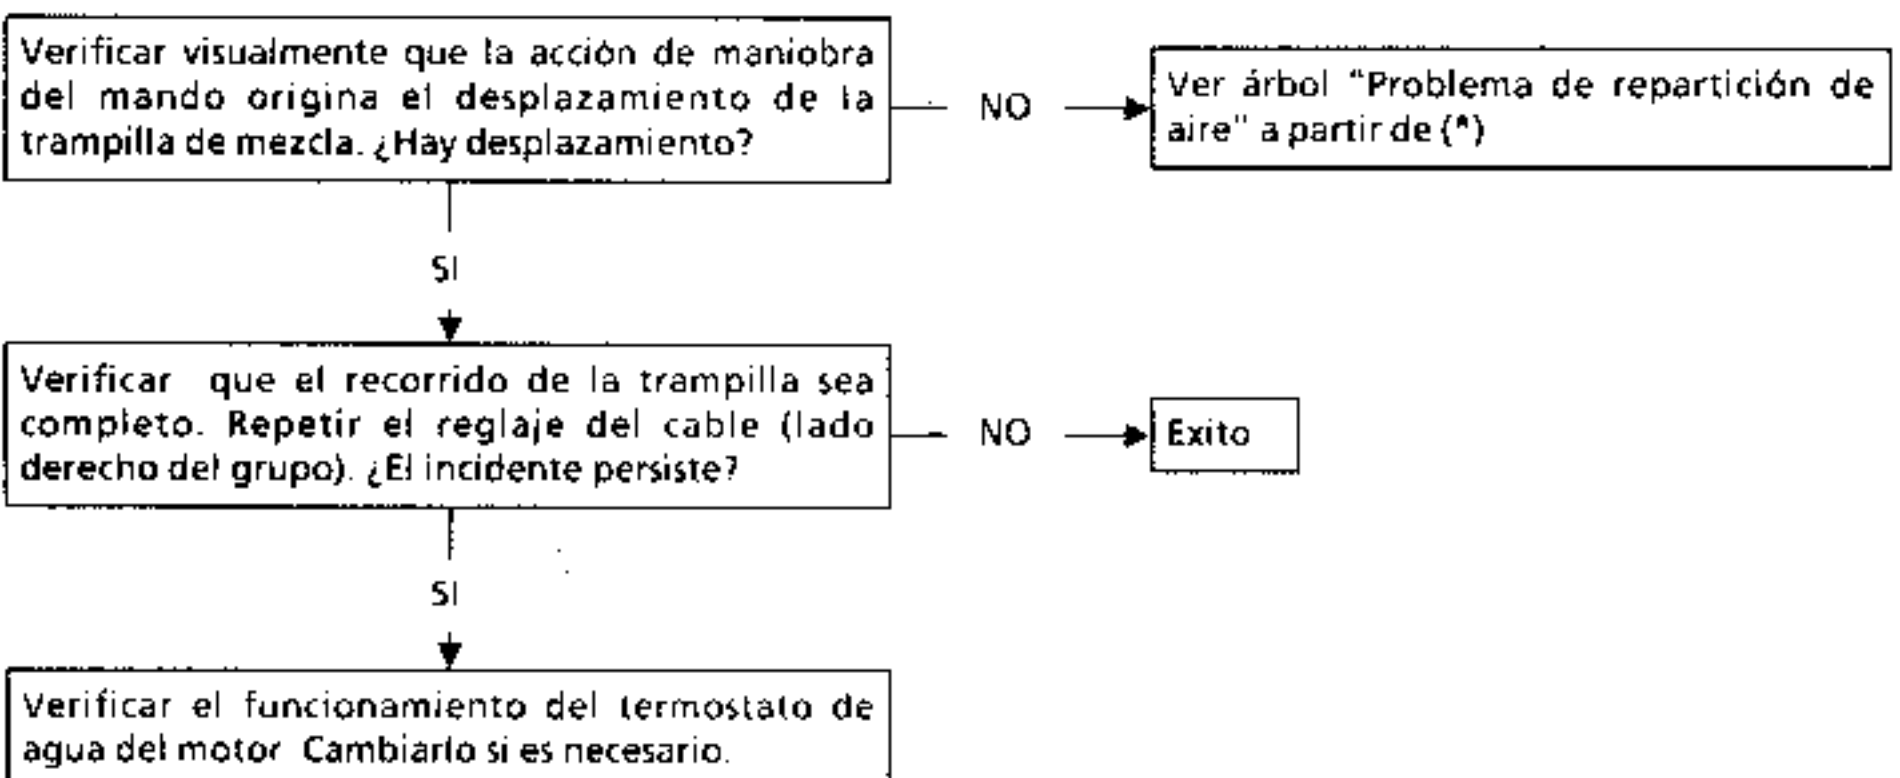 Verificar visualmente que la acción de maniobra
del mando origina el desplazamiento de la
trampilla de mezcla. ¿Hay desplazamiento?
NO
Ver árbol "Problema de repartición de
aire" a partir de (*)
SI
Verificar que el recorrido de la trampilla sea
completo. Repetir el reglaje del cable (lado
derecho del grupo). ¿El incidente persiste?
NO
Exito
SI
Verificar el funcionamiento del termostato de
agua del motor Cambiarlo si es necesario.